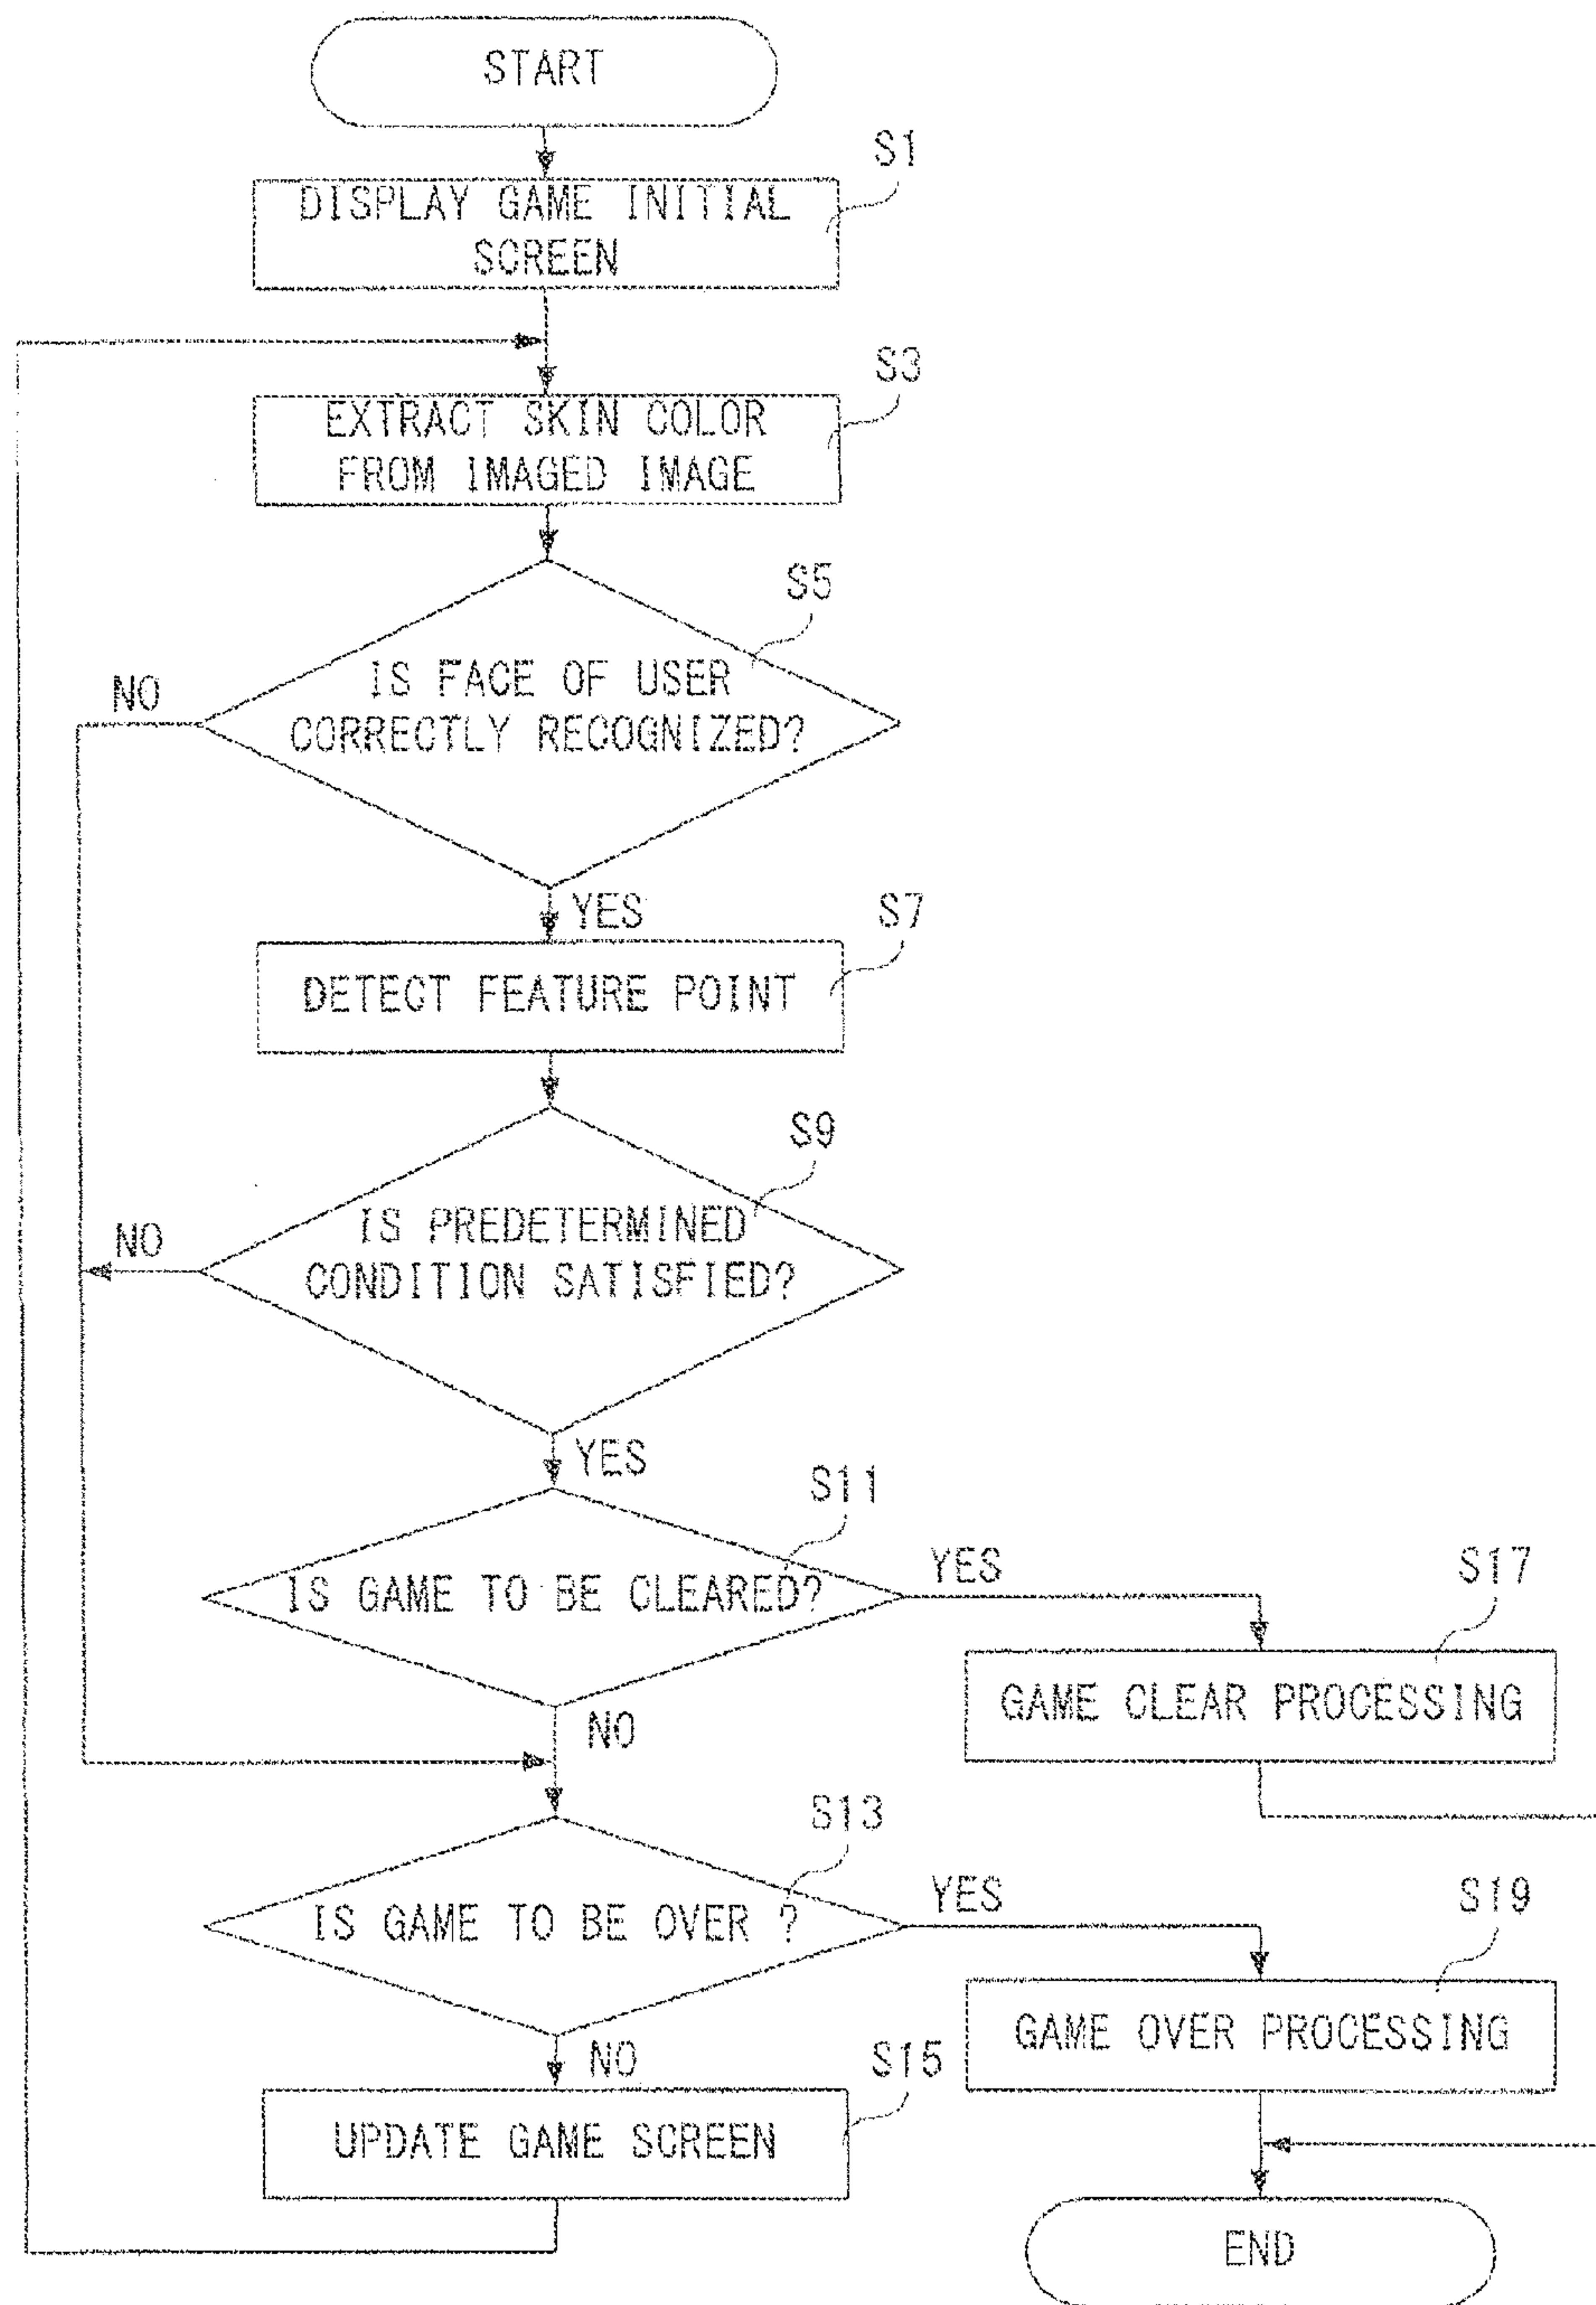 START
S1
DISPLAY GAME INITIAL
SCREEN
S3
EXTRACT SKIN COLOR
FROM IMAGED IMAGE
S5
IS FACE OF USER
CORRECTLY RECOGNIZED?
NO
YES
S7
DETECT FEATURE POINT
S9
IS PREDETERMINED
CONDITION SATISFIED?
NO
YES
S11
IS GAME TO BE CLEARED?
YES
S17
GAME CLEAR PROCESSING
NO
S13
IS GAME TO BE OVER ?
YES
S19
GAME OVER PROCESSING
NO
S15
UPDATE GAME SCREEN
END